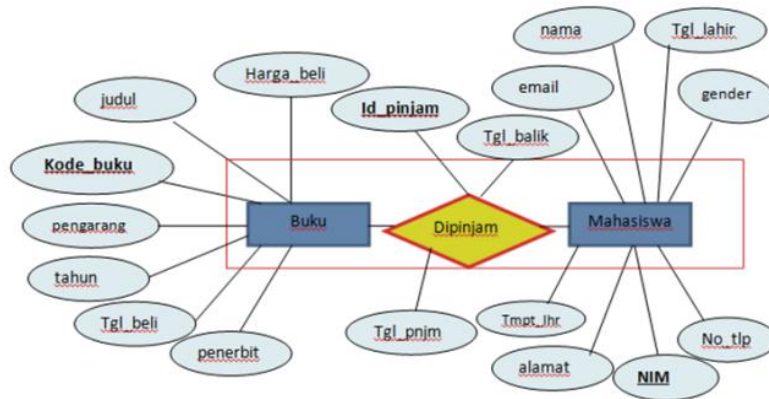 nama
Tgl_lahir
Harga_beli
judul
email
gender
Id_pinjam
Tgl_balik
Kode_buku
Buku
Dipinjam
Mahasiswa
pengarang
tahun
Tgl_beli
penerbit
Tgl_pnjm
Tmpt_lhr
alamat
NIM
No_tlp